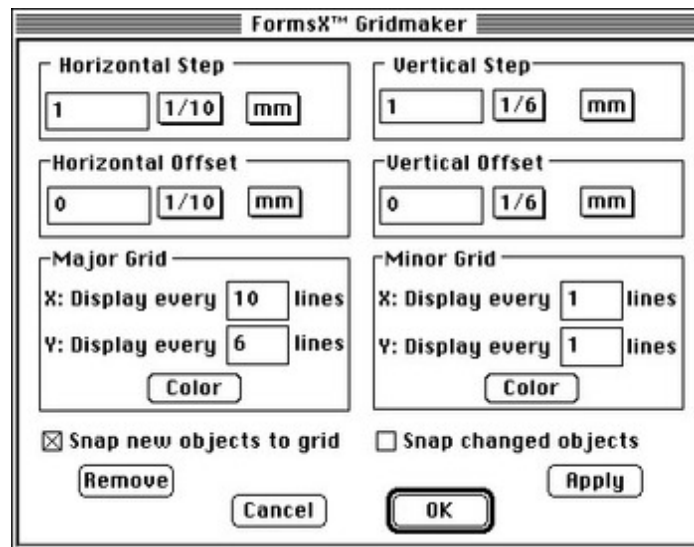 FormsX™ Gridmaker
Horizontal Step
1 1/10 mm
Vertical Step
1 1/6 mm
Horizontal Offset
0 1/10 mm
Vertical Offset
0 1/6 mm
Major Grid
X: Display every 10 lines
Y: Display every 6 lines
Color
Minor Grid
X: Display every 1 lines
Y: Display every 1 lines
Color
Snap new objects to grid
Snap changed objects
Remove
Cancel
OK
Apply